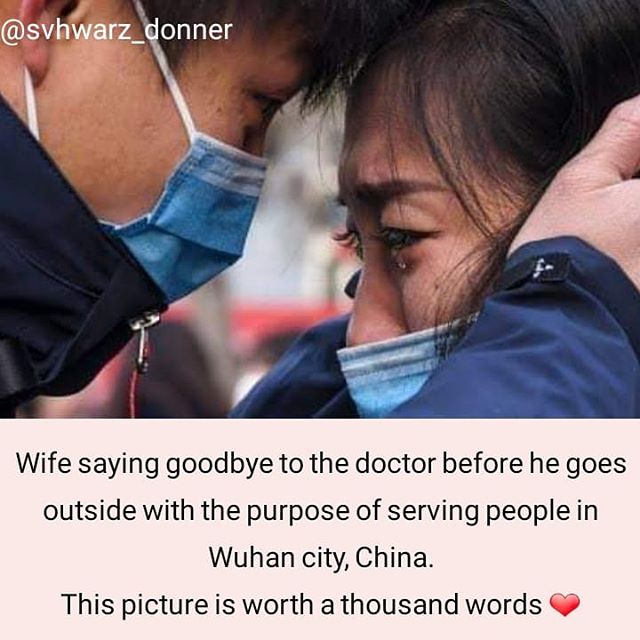 @svhwarz_donner
Wife saying goodbye to the doctor before he goes
outside with the purpose of serving people in
Wuhan city, China.
This picture is worth a thousand words ❤